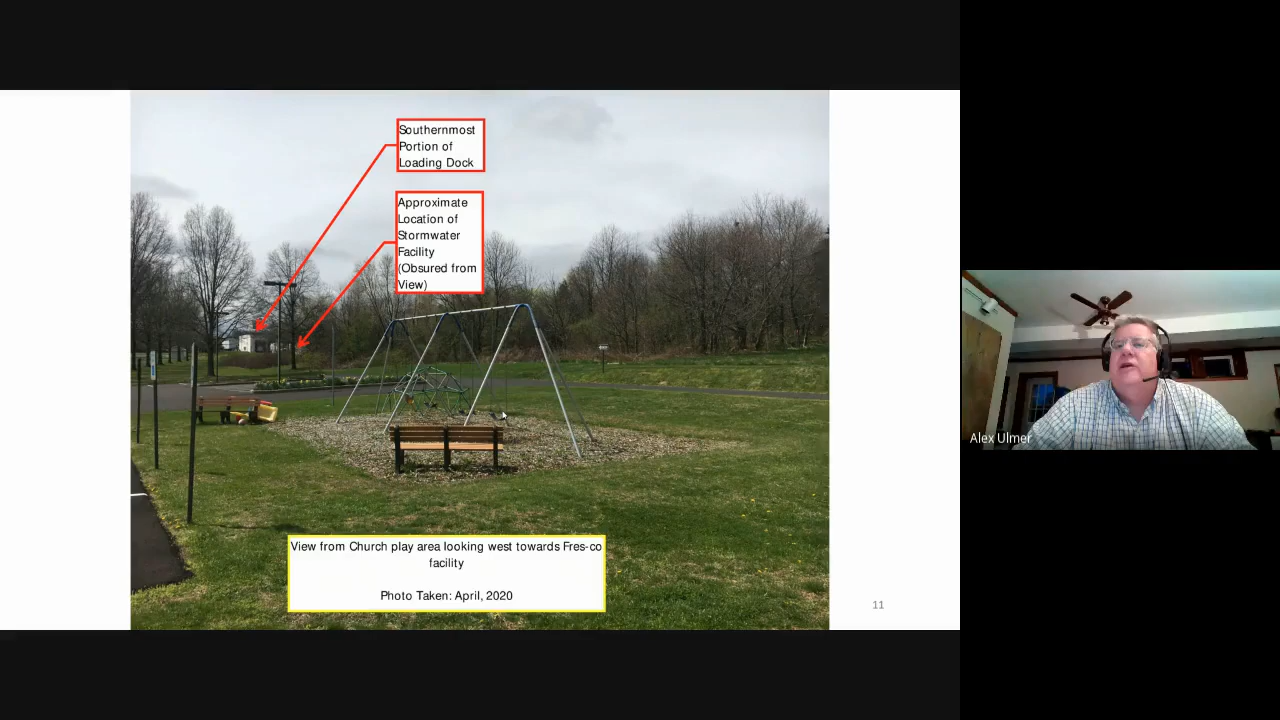 Southernmost
Portion of
Loading Dock
Approximate
Location of
Stormwater
Facility
(Obsured from
View)
View from Church play area looking west towards Fres-co
facility
Photo Taken: April, 2020
11
Alex Ulmer